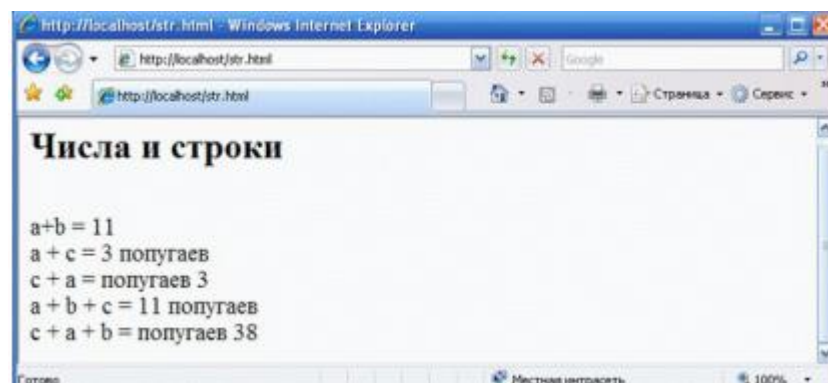 http://localhost/str.html - Windows Internet Explorer
http://localhost/str.html
Google
http://localhost/str.html
Страница
Сервис
Числа и строки
a+b = 11
a + c = 3 попугаев
c + a = попугаев 3
a + b + c = 11 попугаев
c + a + b = попугаев 38
Готово
Местная интрасеть
100%